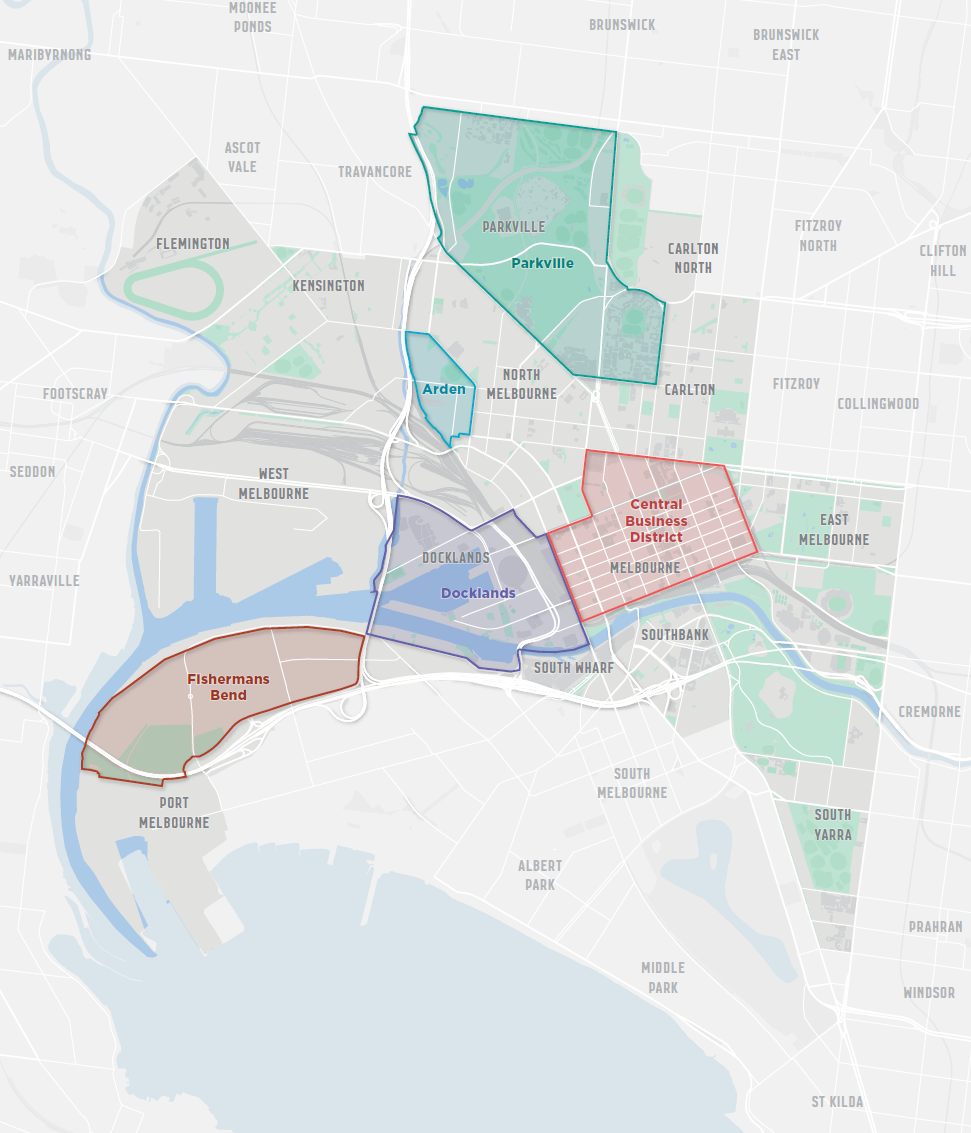 MOONEE
PONDS
BRUNSWICK
BRUNSWICK
EAST
MARIBYRNONG
ASCOT
VALE
TRAVANCORE
PARKVILLE
Parkville
FLEMINGTON
CARLTON
NORTH
FITZROY
NORTH
CLIFTON
HILL
KENSINGTON
FOOTSCRAY
Arden
NORTH
MELBOURNE
CARLTON
FITZROY
COLLINGWOOD
SEDDON
WEST
MELBOURNE
Central
Business
District
EAST
MELBOURNE
DOCKLANDS
MELBOURNE
YARRAVILLE
Docklands
SOUTHBANK
SOUTH WHARF
Fishermans
Bend
CREMORNE
SOUTH
MELBOURNE
PORT
MELBOURNE
SOUTH
YARRA
ALBERT
PARK
PRAHRAN
MIDDLE
PARK
WINDSOR
ST KILDA